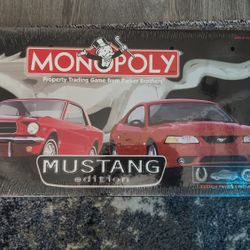 MONOPOLY
Property Trading Game from Parker Brothers
MUSTANG
edition